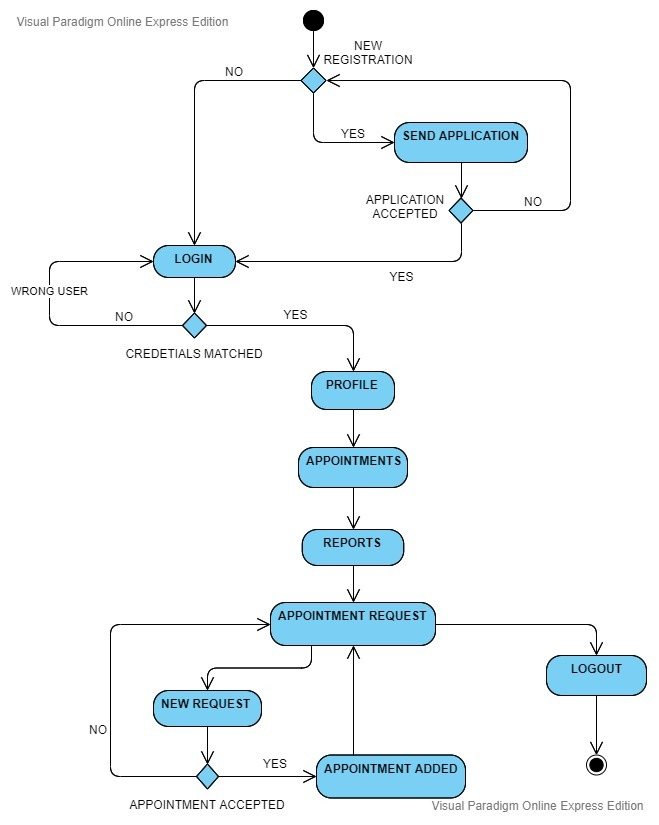 Visual Paradigm Online Express Edition
NEW
REGISTRATION
NO
YES
SEND APPLICATION
APPLICATION
ACCEPTED
NO
LOGIN
YES
WRONG USER
NO
YES
CREDETIALS MATCHED
PROFILE
APPOINTMENTS
REPORTS
APPOINTMENT REQUEST
LOGOUT
NEW REQUEST
NO
YES
APPOINTMENT ADDED
APPOINTMENT ACCEPTED
Visual Paradigm Online Express Edition